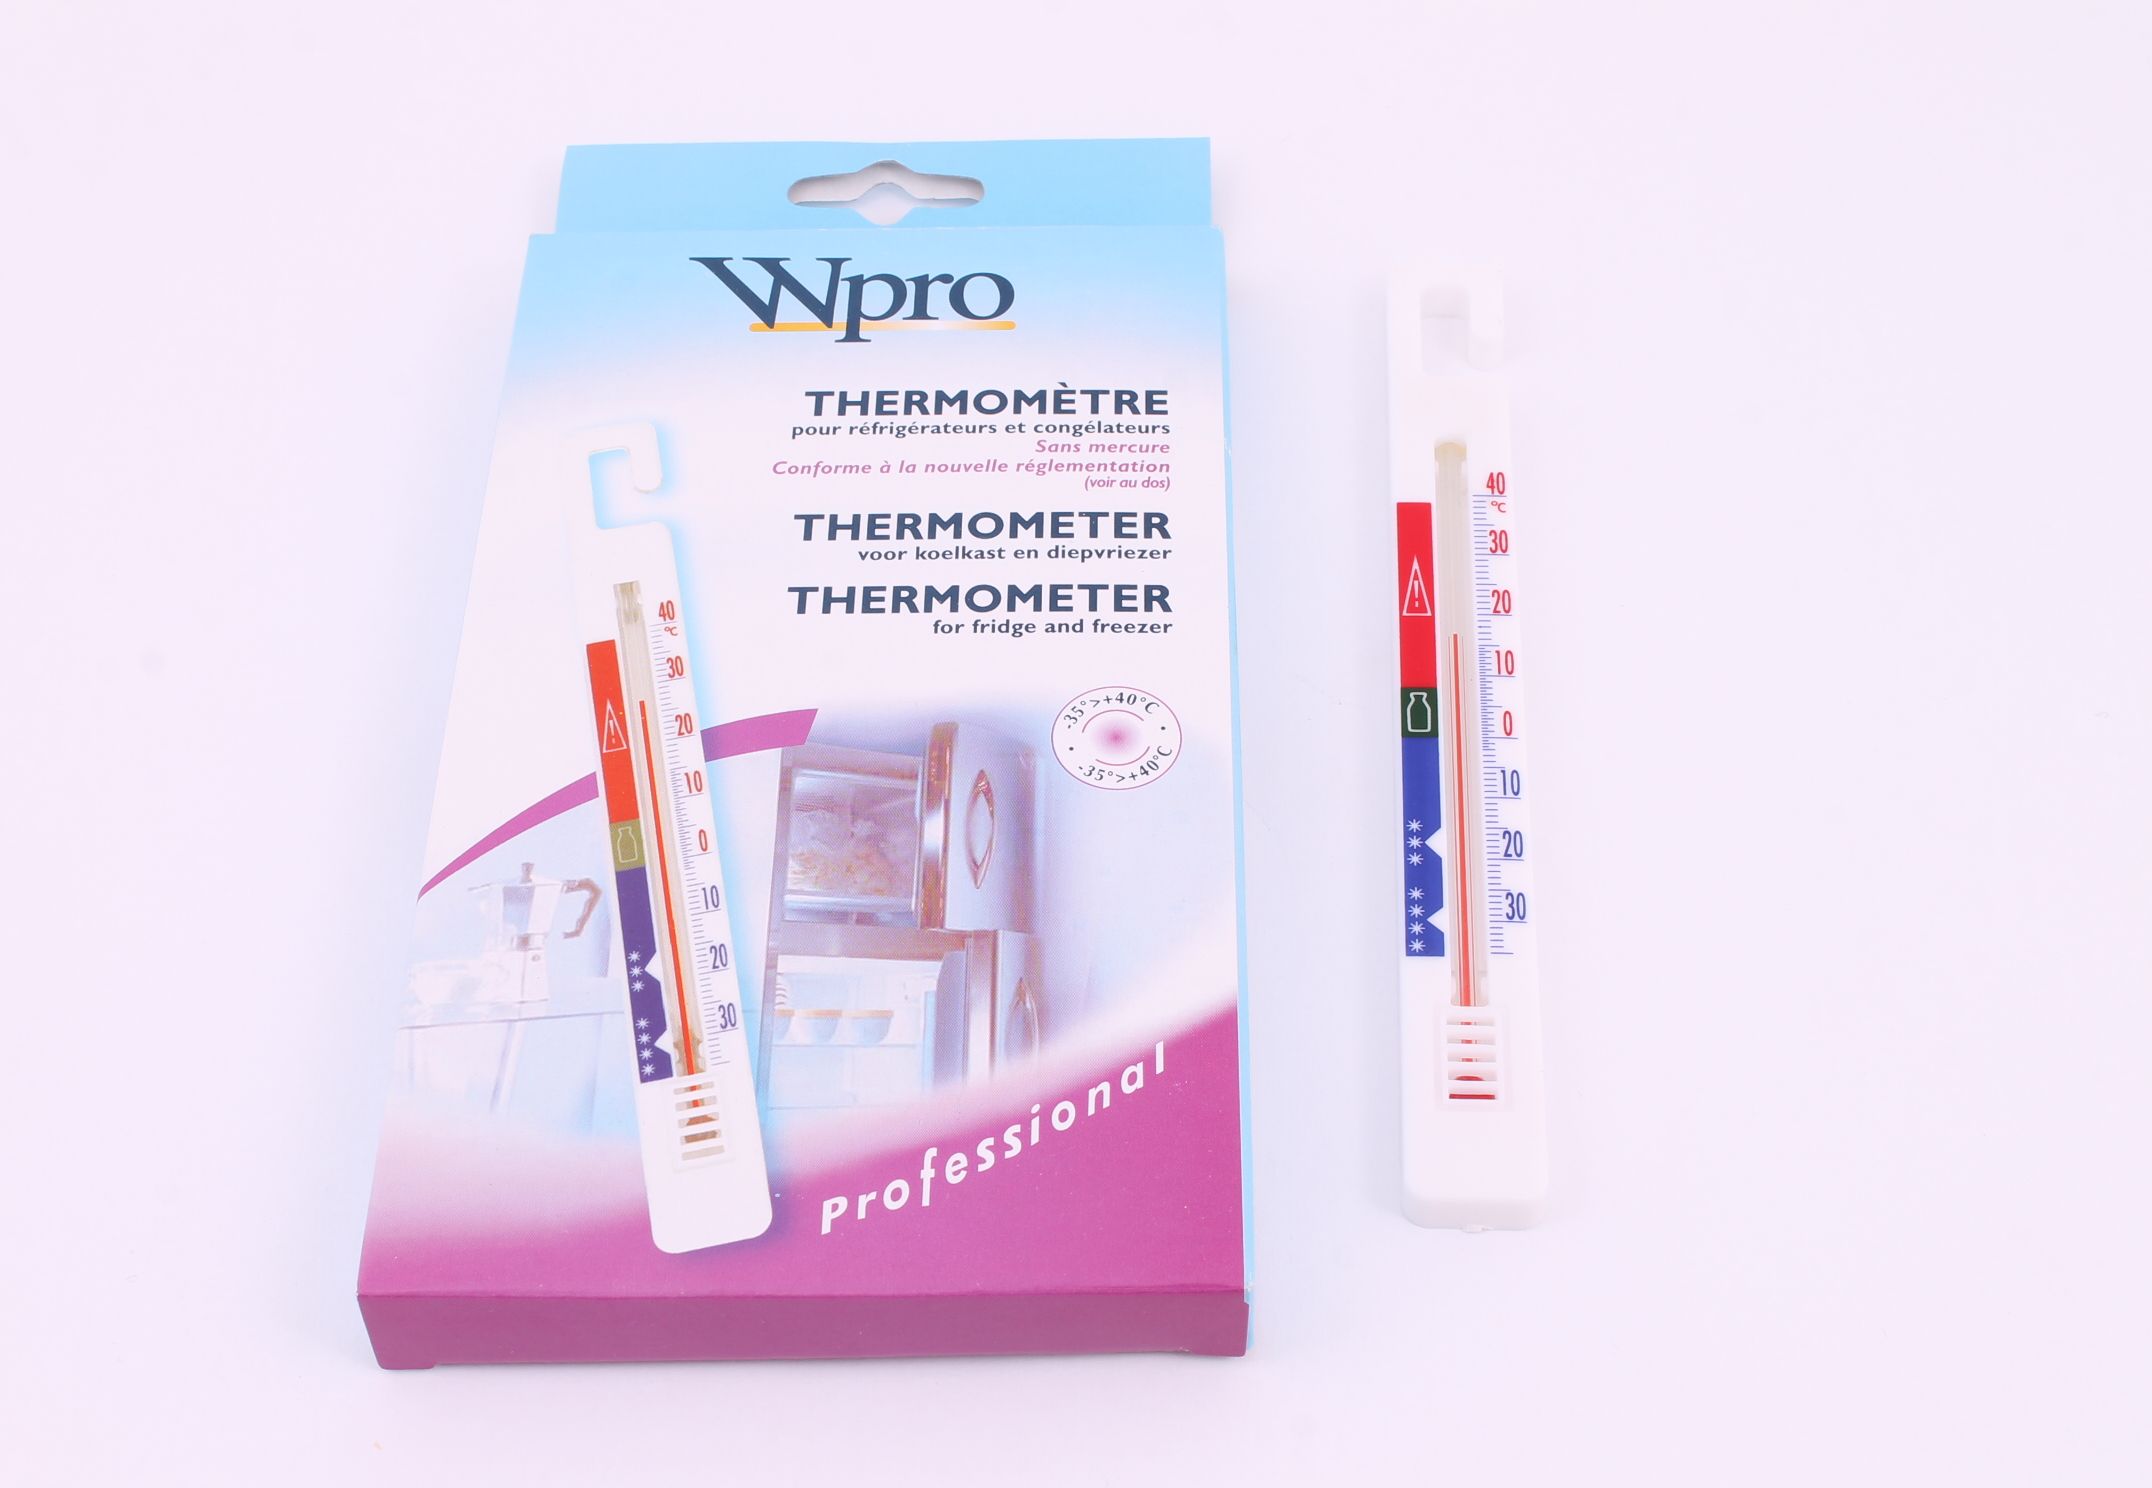 Wpro
THERMOMÈTRE
pour réfrigérateurs et congélateurs
Sans mercure
Conforme à la nouvelle réglementation
(voir au dos)
THERMOMETER
voor koelkast en diepvriezer
THERMOMETER
for fridge and freezer
-35°>+40°C
-35°>+40°C
40
°C
30
20
10
0
10
20
30
Professional
40
°C
30
20
10
0
10
20
30